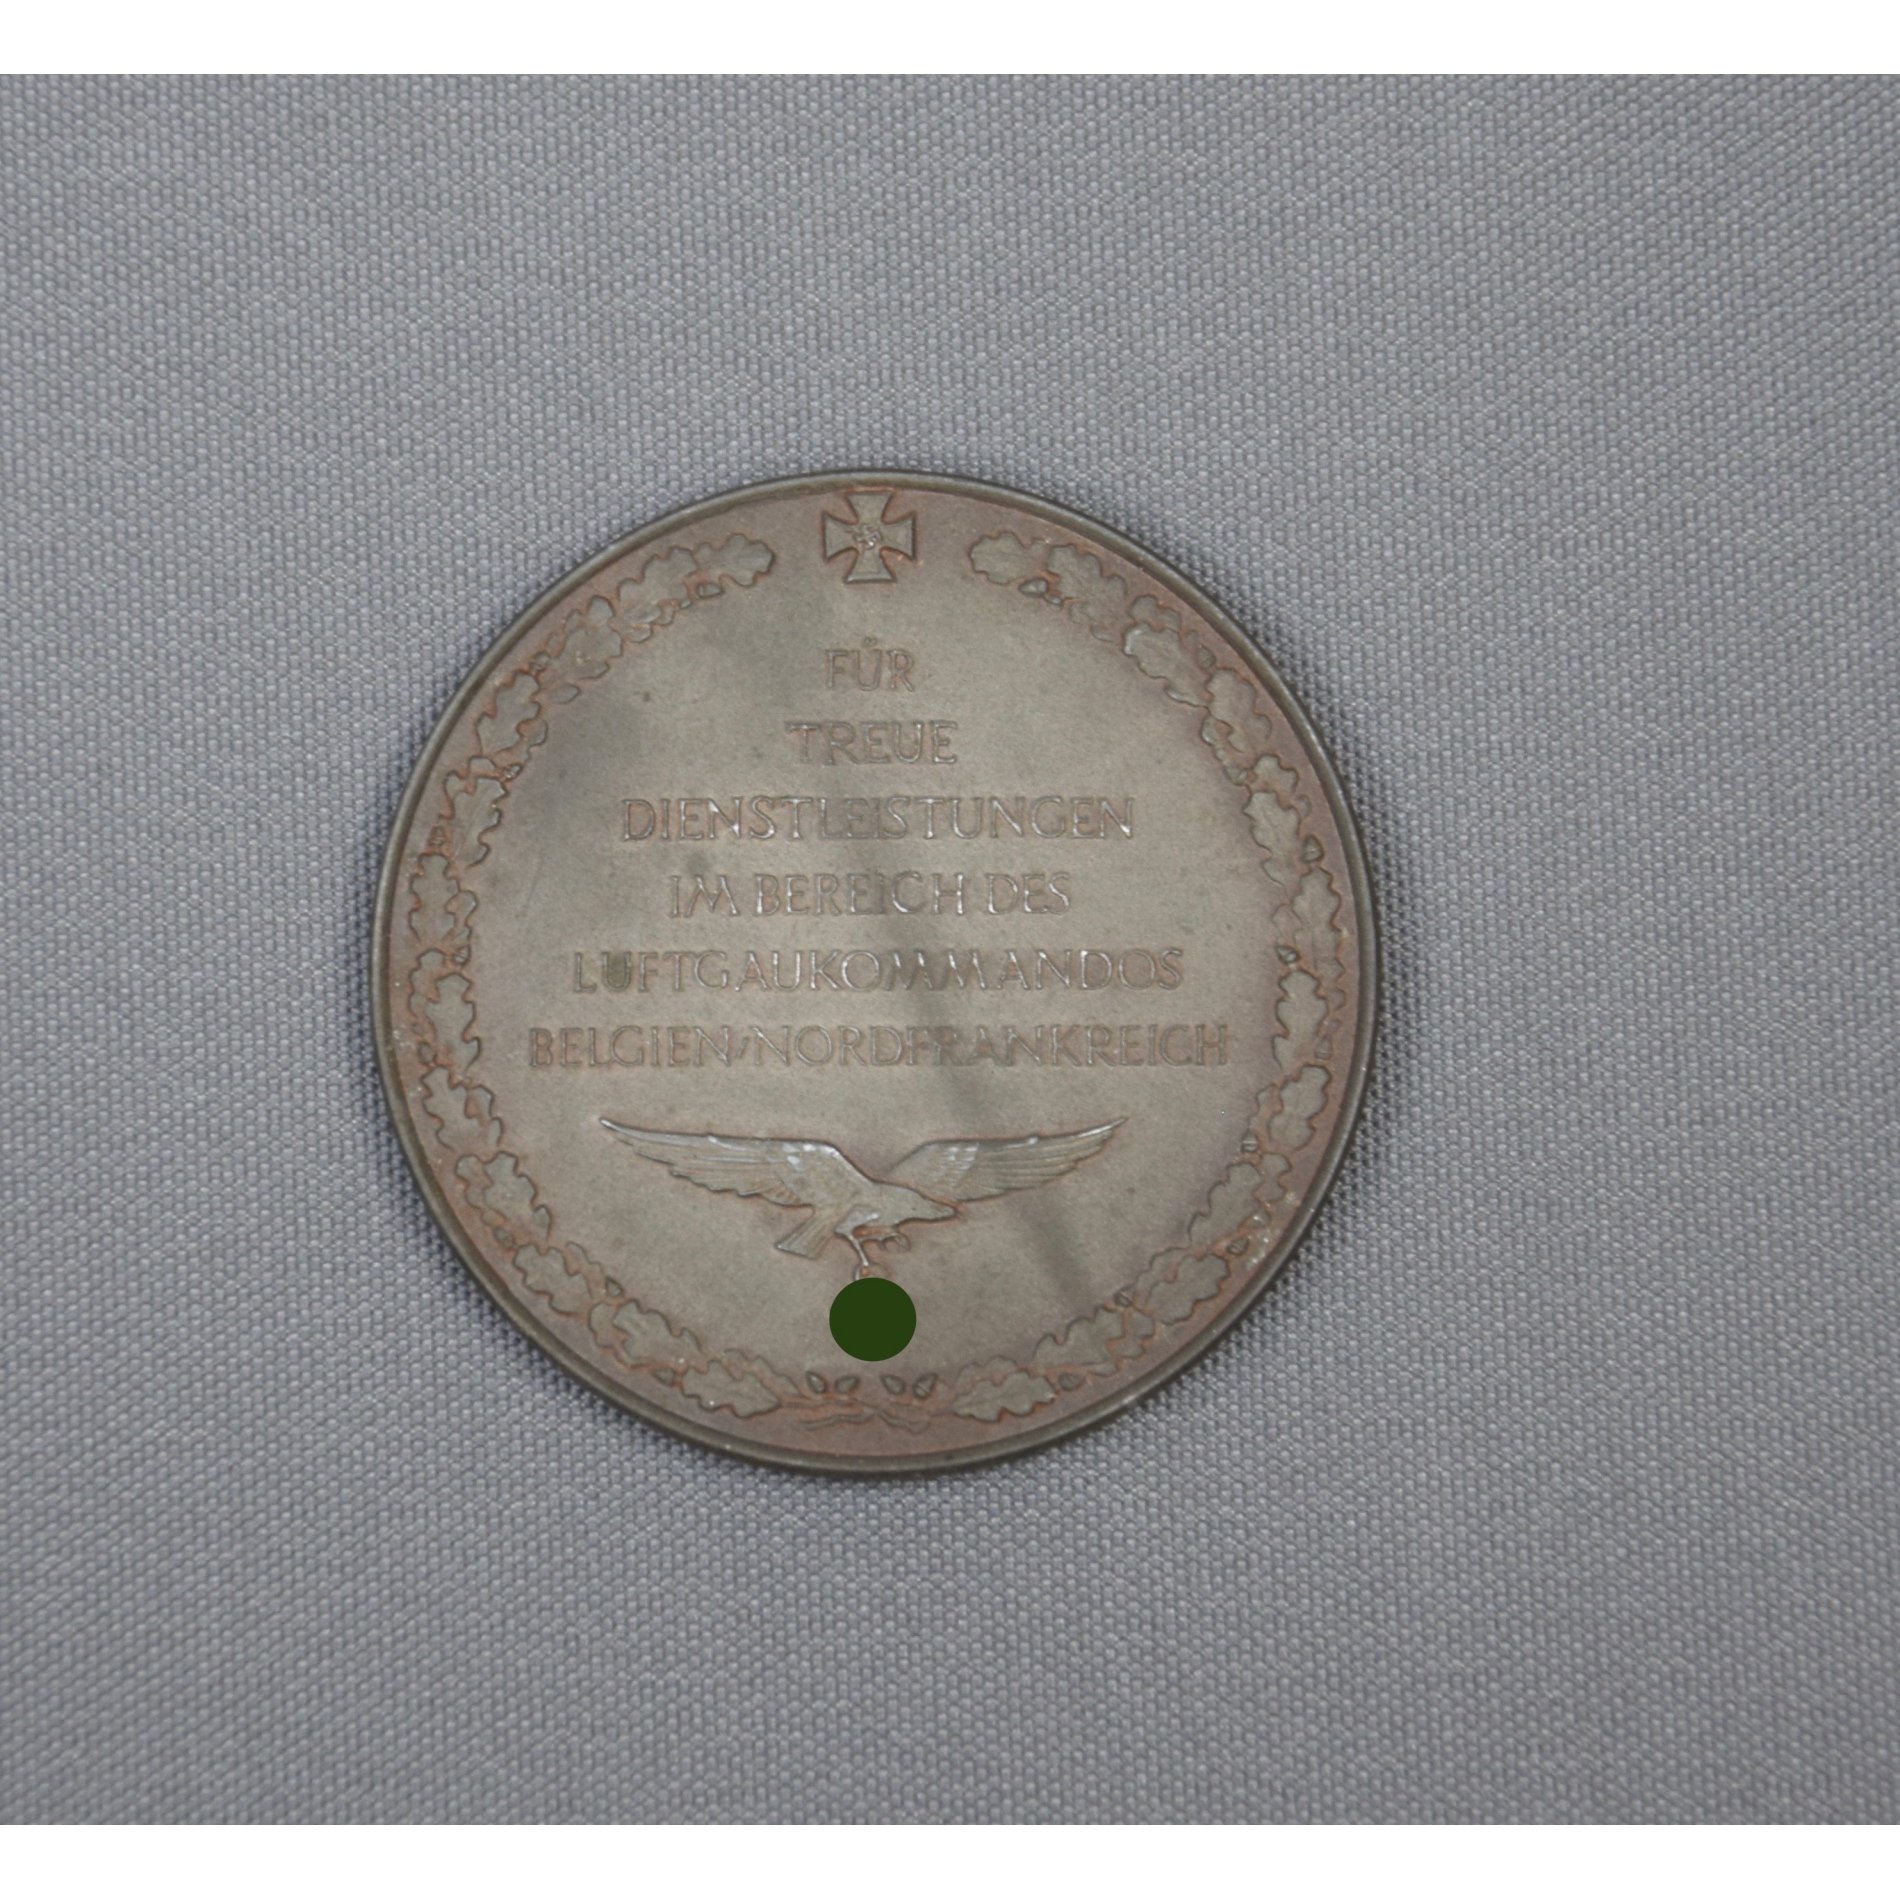 FÜR
TREUE
DIENSTLEISTUNGEN
IM BEREICH DES
LUFTGAUKOMMANDOS
BELGIEN/NORDFRANKREICH